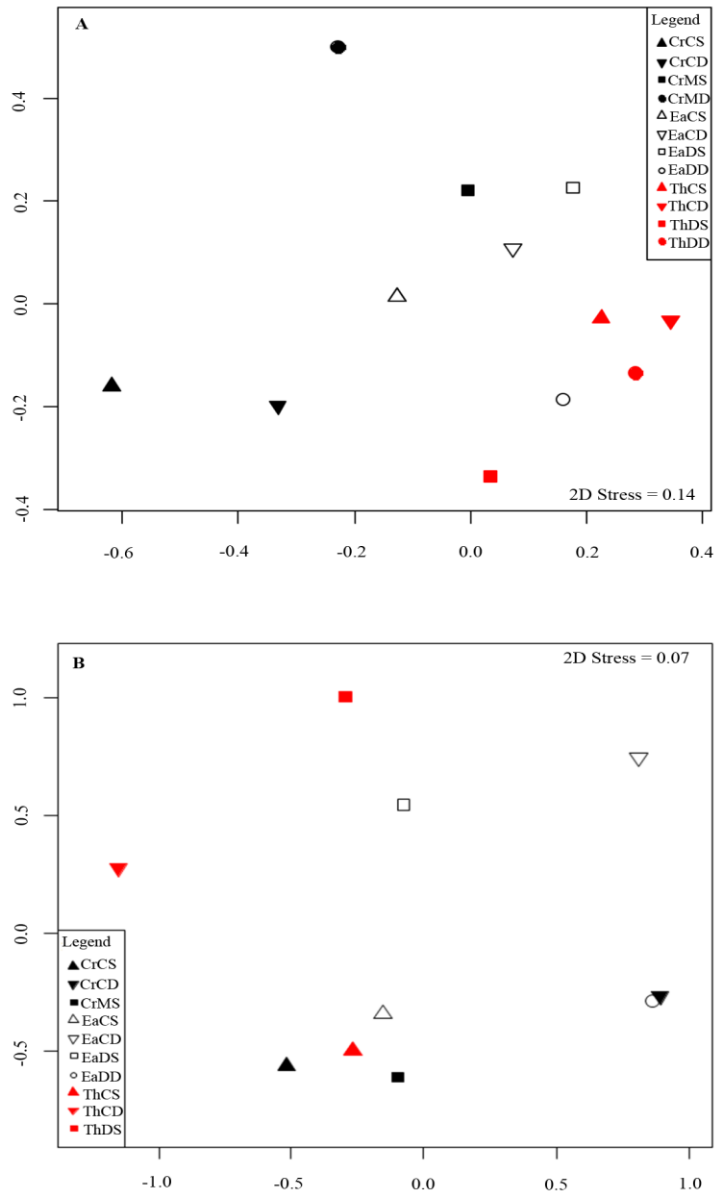 A
Legend
CrCS
CrCD
CrMS
CrMD
EaCS
EaCD
EaDS
EaDD
ThCS
ThCD
ThDS
ThDD
0.4
0.2
0.0
-0.2
-0.4
2D Stress = 0.14
-0.6 -0.4 -0.2 0.0 0.2 0.4
B
2D Stress = 0.07
1.0
0.5
0.0
-0.5
Legend
CrCS
CrCD
CrMS
EaCS
EaCD
EaDS
EaDD
ThCS
ThCD
ThDS
-1.0 -0.5 0.0 0.5 1.0